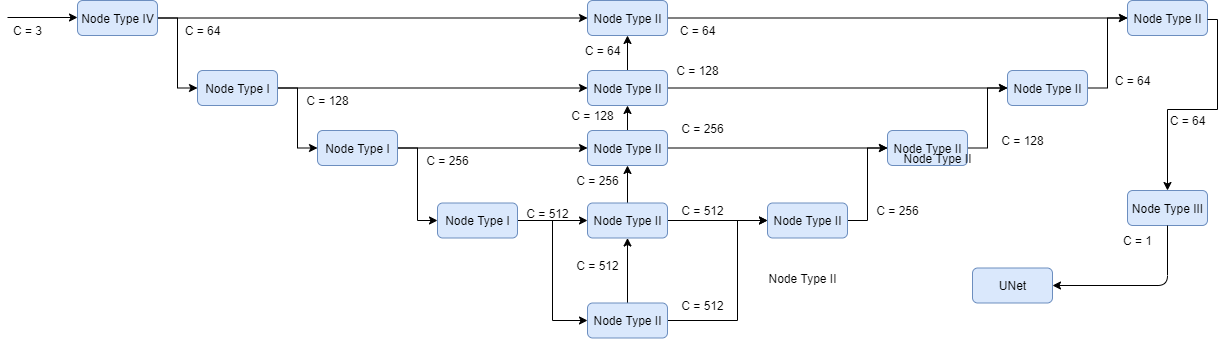 Node Type IV
Node Type II
Node Type II
C = 3
C = 64
C = 64
C = 64
C = 128
Node Type I
Node Type II
Node Type II
C = 64
C = 128
C = 128
C = 64
C = 256
Node Type I
Node Type II
Node Type II
Node Type II
C = 128
C = 256
C = 256
Node Type III
C = 512
C = 512
C = 256
Node Type I
Node Type II
Node Type II
C = 1
C = 512
Node Type II
UNet
C = 512
Node Type II